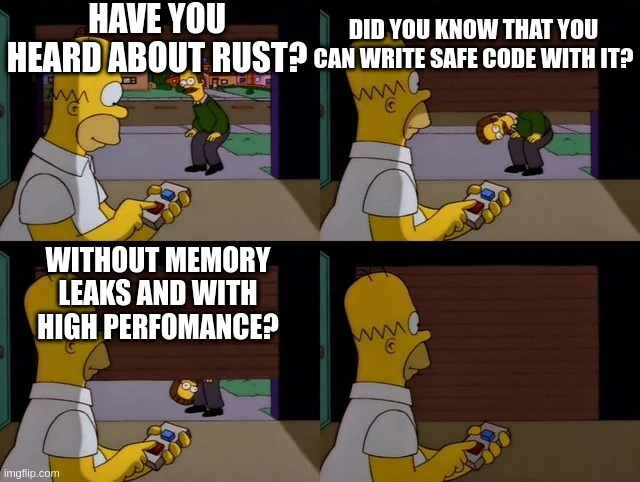 HAVE YOU
HEARD ABOUT RUST?
DID YOU KNOW THAT YOU
CAN WRITE SAFE CODE WITH IT?
WITHOUT MEMORY
LEAKS AND WITH
HIGH PERFOMANCE?
imgflip.com